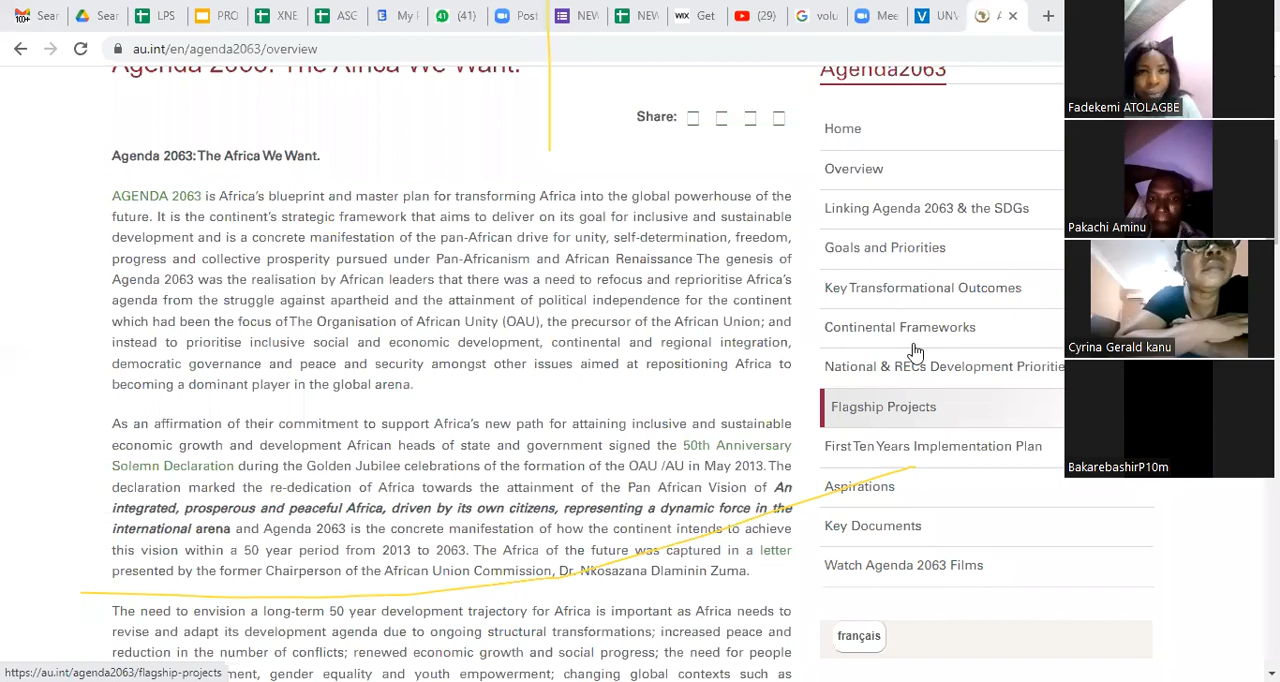 Sear
Sear
LPS
PRO
XNE
ASC
My F
(41)
Post
NEW
NEW
WIX
Get
(29)
volu
Mee
UNV
A
au.int/en/agenda2063/overview
Agenda 2063: The Africa We Want.
Share:
Agenda 2063: The Africa We Want.
AGENDA 2063 is Africa's blueprint and master plan for transforming Africa into the global powerhouse of the
future. It is the continent's strategic framework that aims to deliver on its goal for inclusive and sustainable
development and is a concrete manifestation of the pan-African drive for unity, self-determination, freedom,
progress and collective prosperity pursued under Pan-Africanism and African Renaissance The genesis of
Agenda 2063 was the realisation by African leaders that there was a need to refocus and reprioritise Africa's
agenda from the struggle against apartheid and the attainment of political independence for the continent
which had been the focus of The Organisation of African Unity (OAU), the precursor of the African Union; and
instead to prioritise inclusive social and economic development, continental and regional integration,
democratic governance and peace and security amongst other issues aimed at repositioning Africa to
becoming a dominant player in the global arena.
As an affirmation of their commitment to support Africa's new path for attaining inclusive and sustainable
economic growth and development African heads of state and government signed the 50th Anniversary
Solemn Declaration during the Golden Jubilee celebrations of the formation of the OAU /AU in May 2013. The
declaration marked the re-dedication of Africa towards the attainment of the Pan African Vision of An
integrated, prosperous and peaceful Africa, driven by its own citizens, representing a dynamic force in the
international arena and Agenda 2063 is the concrete manifestation of how the continent intends to achieve
this vision within a 50 year period from 2013 to 2063. The Africa of the future was captured in a letter
presented by the former Chairperson of the African Union Commission, Dr. Nkosazana Dlaminin Zuma.
The need to envision a long-term 50 year development trajectory for Africa is important as Africa needs to
revise and adapt its development agenda due to ongoing structural transformations; increased peace and
reduction in the number of conflicts; renewed economic growth and social progress; the need for people
ment, gender equality and youth empowerment; changing global contexts such as
https://au.int/agenda2063/flagship-projects
Agenda2063
Home
Overview
Linking Agenda 2063 & the SDGs
Goals and Priorities
Key Transformational Outcomes
Continental Frameworks
National & RECs Development Prioritie
Flagship Projects
First Ten Years Implementation Plan
Aspirations
Key Documents
Watch Agenda 2063 Films
français
Fadekemi ATOLAGBE
Pakachi Aminu
Cyrina Gerald kanu
BakarebashirP10m